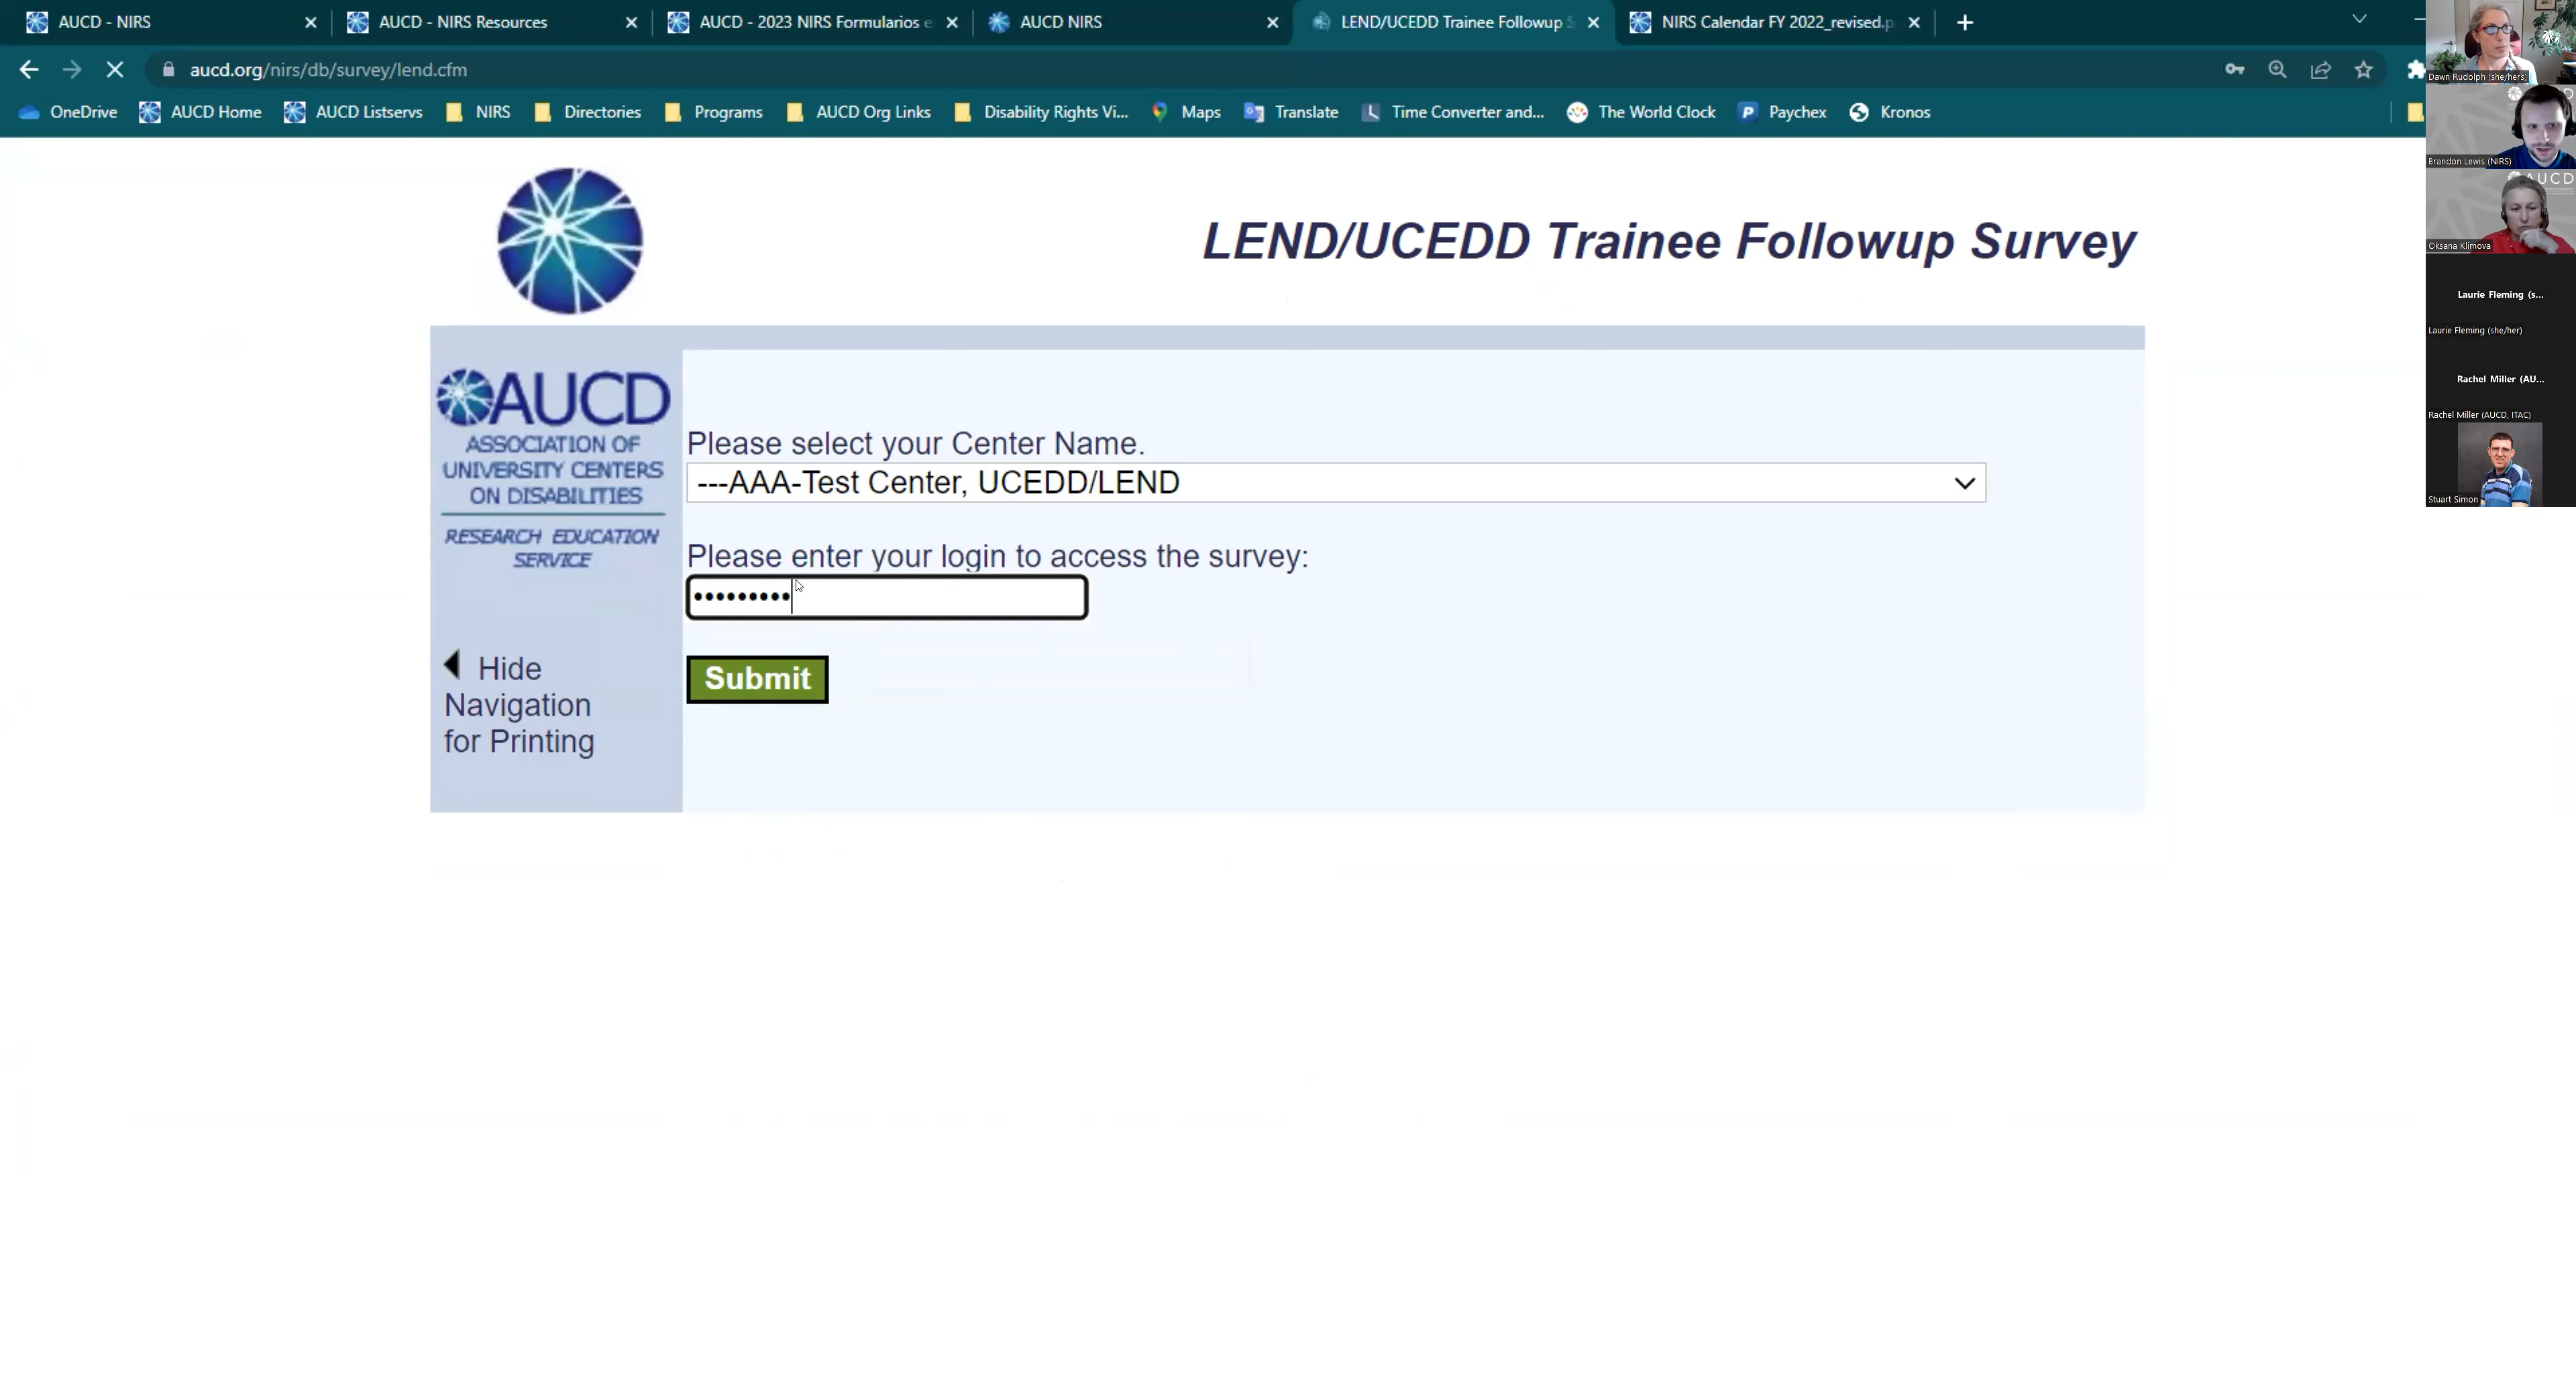 AUCD - NIRS
AUCD - NIRS Resources
AUCD - 2023 NIRS Formularios e
AUCD NIRS
LEND/UCEDD Trainee Followup S
NIRS Calendar FY 2022_revised.p
aucd.org/nirs/db/survey/lend.cfm
OneDrive
AUCD Home
AUCD Listservs
NIRS
Directories
Programs
AUCD Org Links
Disability Rights Vi...
Maps
Translate
Time Converter and...
The World Clock
Paychex
Kronos
LEND/UCEDD Trainee Followup Survey
AUCD
ASSOCIATION OF
UNIVERSITY CENTERS
ON DISABILITIES
RESEARCH EDUCATION
SERVICE
Hide
Navigation
for Printing
Please select your Center Name.
---AAA-Test Center, UCEDD/LEND
Please enter your login to access the survey:
•••••••••
Submit
Dawn Rudolph (she/hers)
Brandon Lewis (NIRS)
AUCD
Oksana Klimova
Laurie Fleming (s...
Laurie Fleming (she/her)
Rachel Miller (AU...
Rachel Miller (AUCD, ITAC)
Stuart Simon